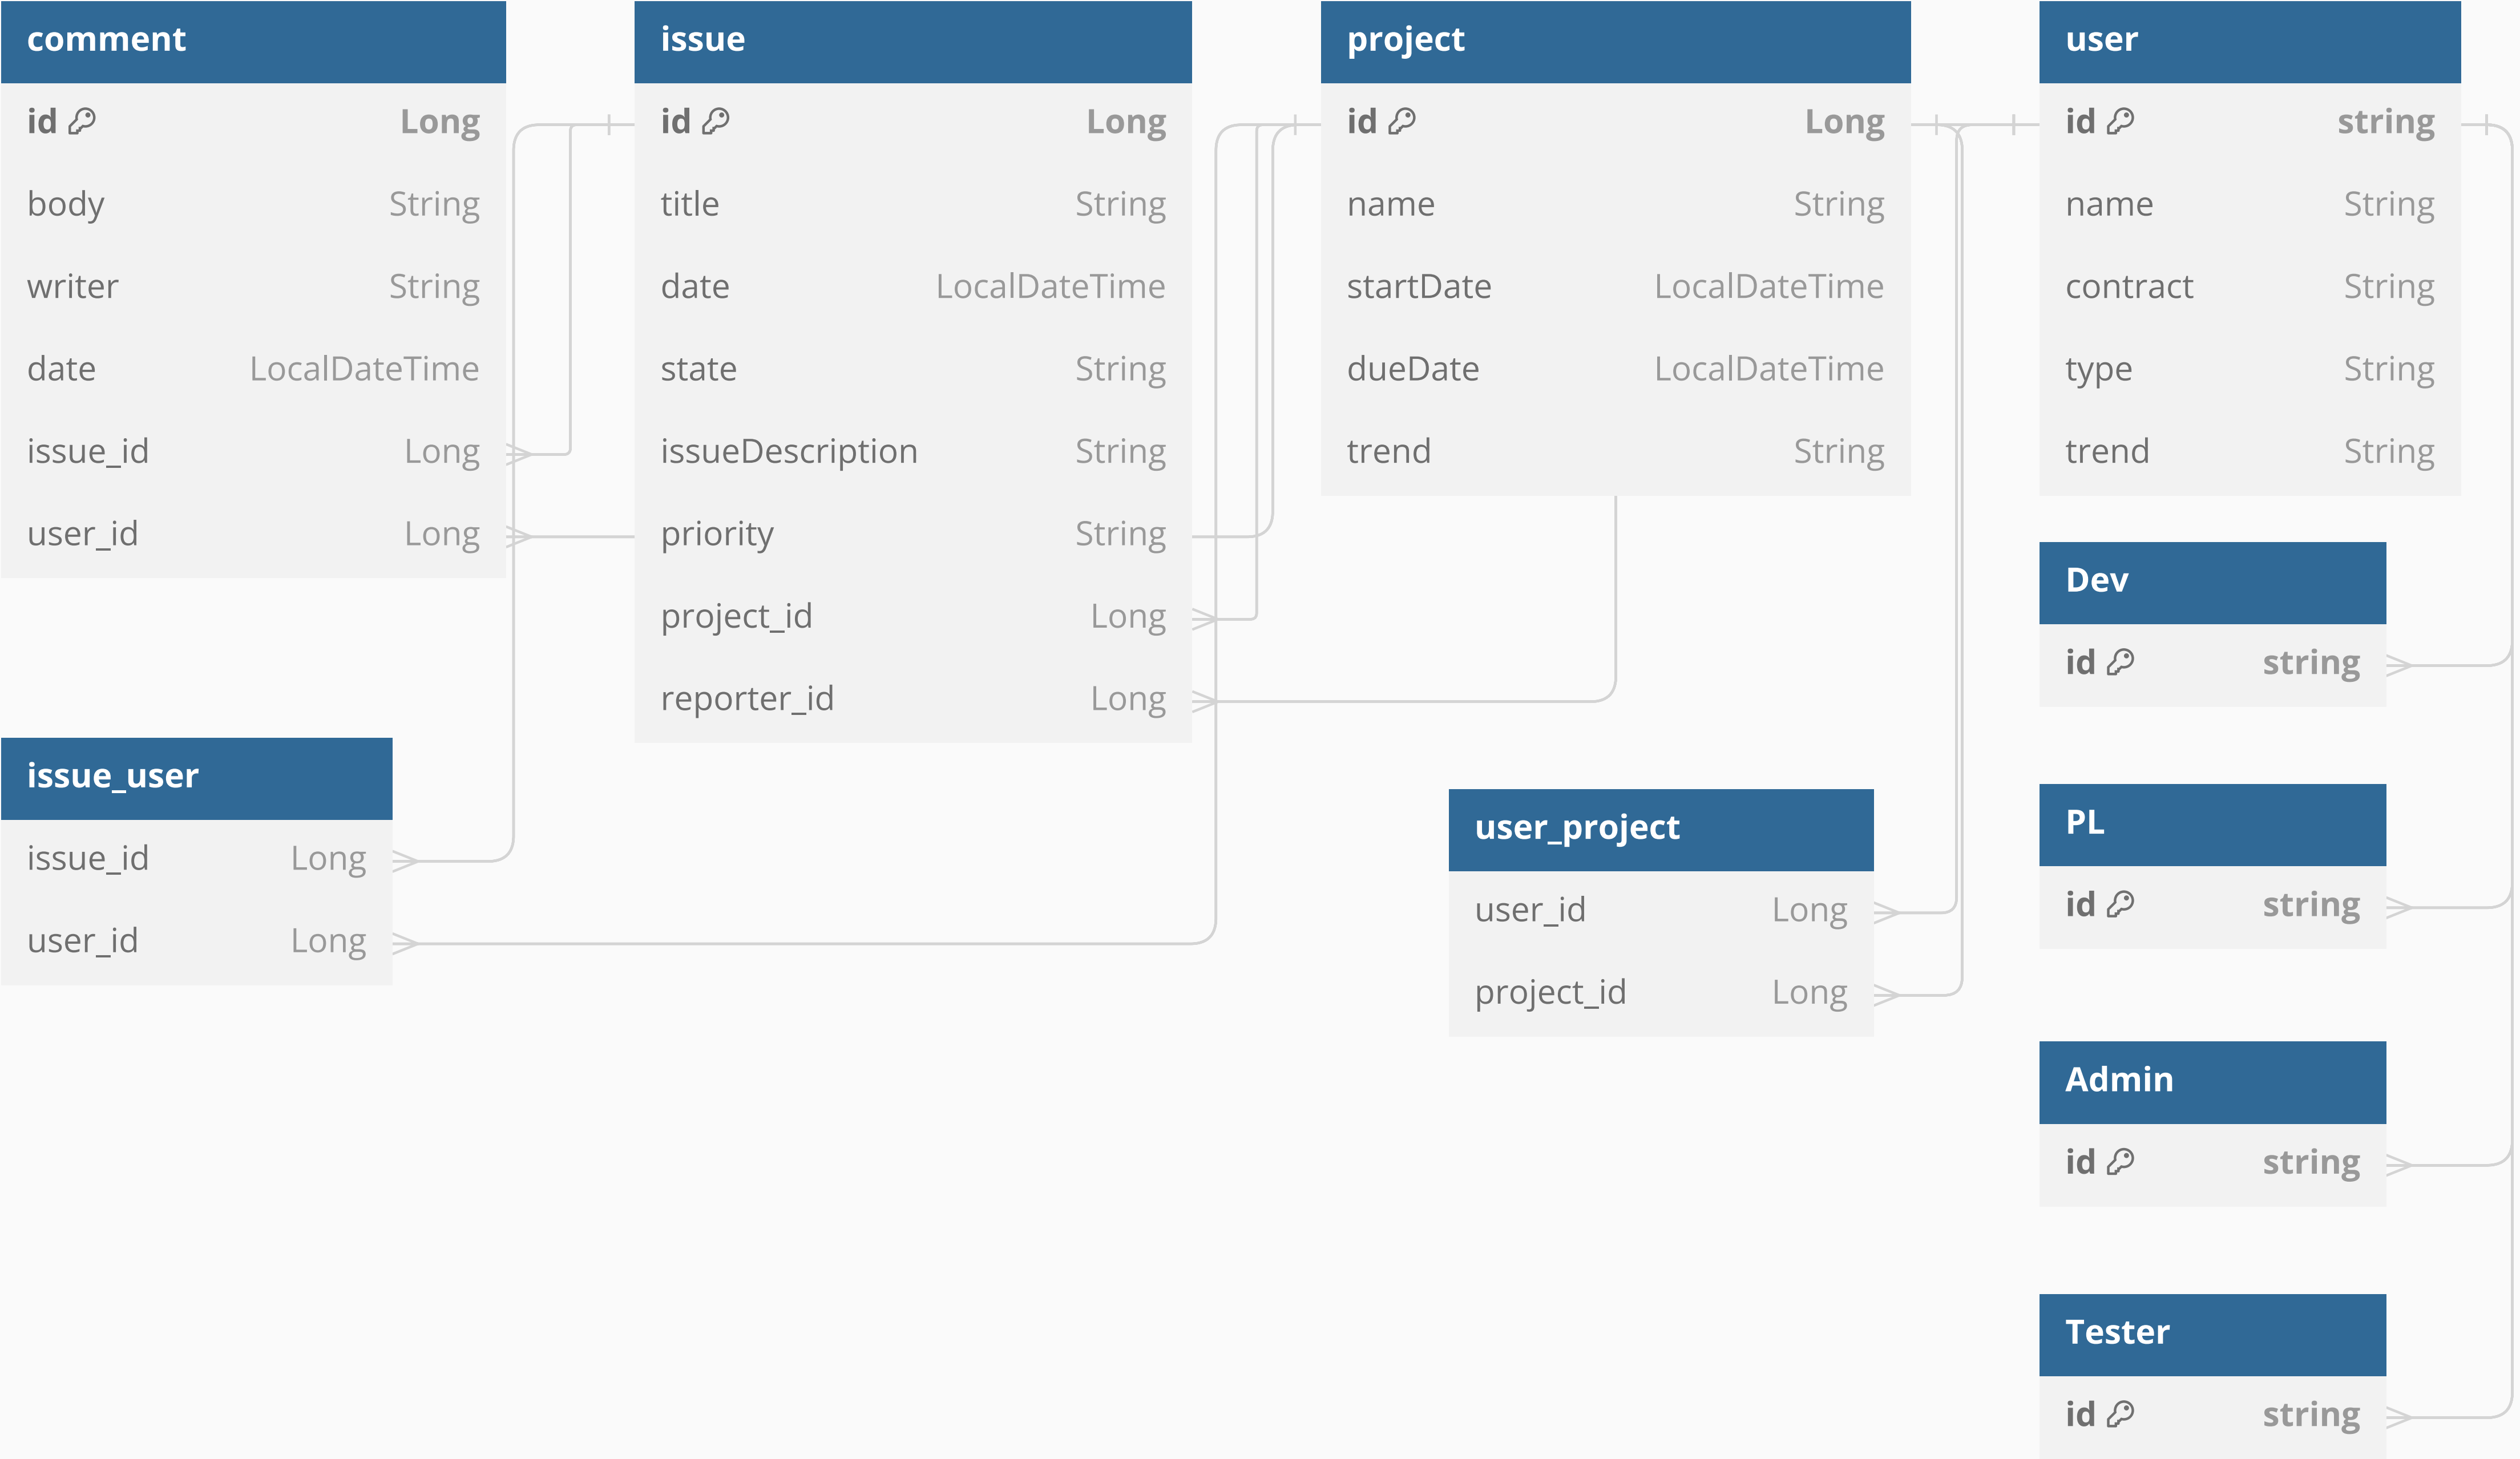 comment
id Long
body String
writer String
date LocalDateTime
issue_id Long
user_id Long
issue
id Long
title String
date LocalDateTime
state String
issueDescription String
priority String
project_id Long
reporter_id Long
project
id Long
name String
startDate LocalDateTime
dueDate LocalDateTime
trend String
user
id string
name String
contract String
type String
trend String
Dev
id string
issue_user
issue_id Long
user_id Long
user_project
user_id Long
project_id Long
PL
id string
Admin
id string
Tester
id string